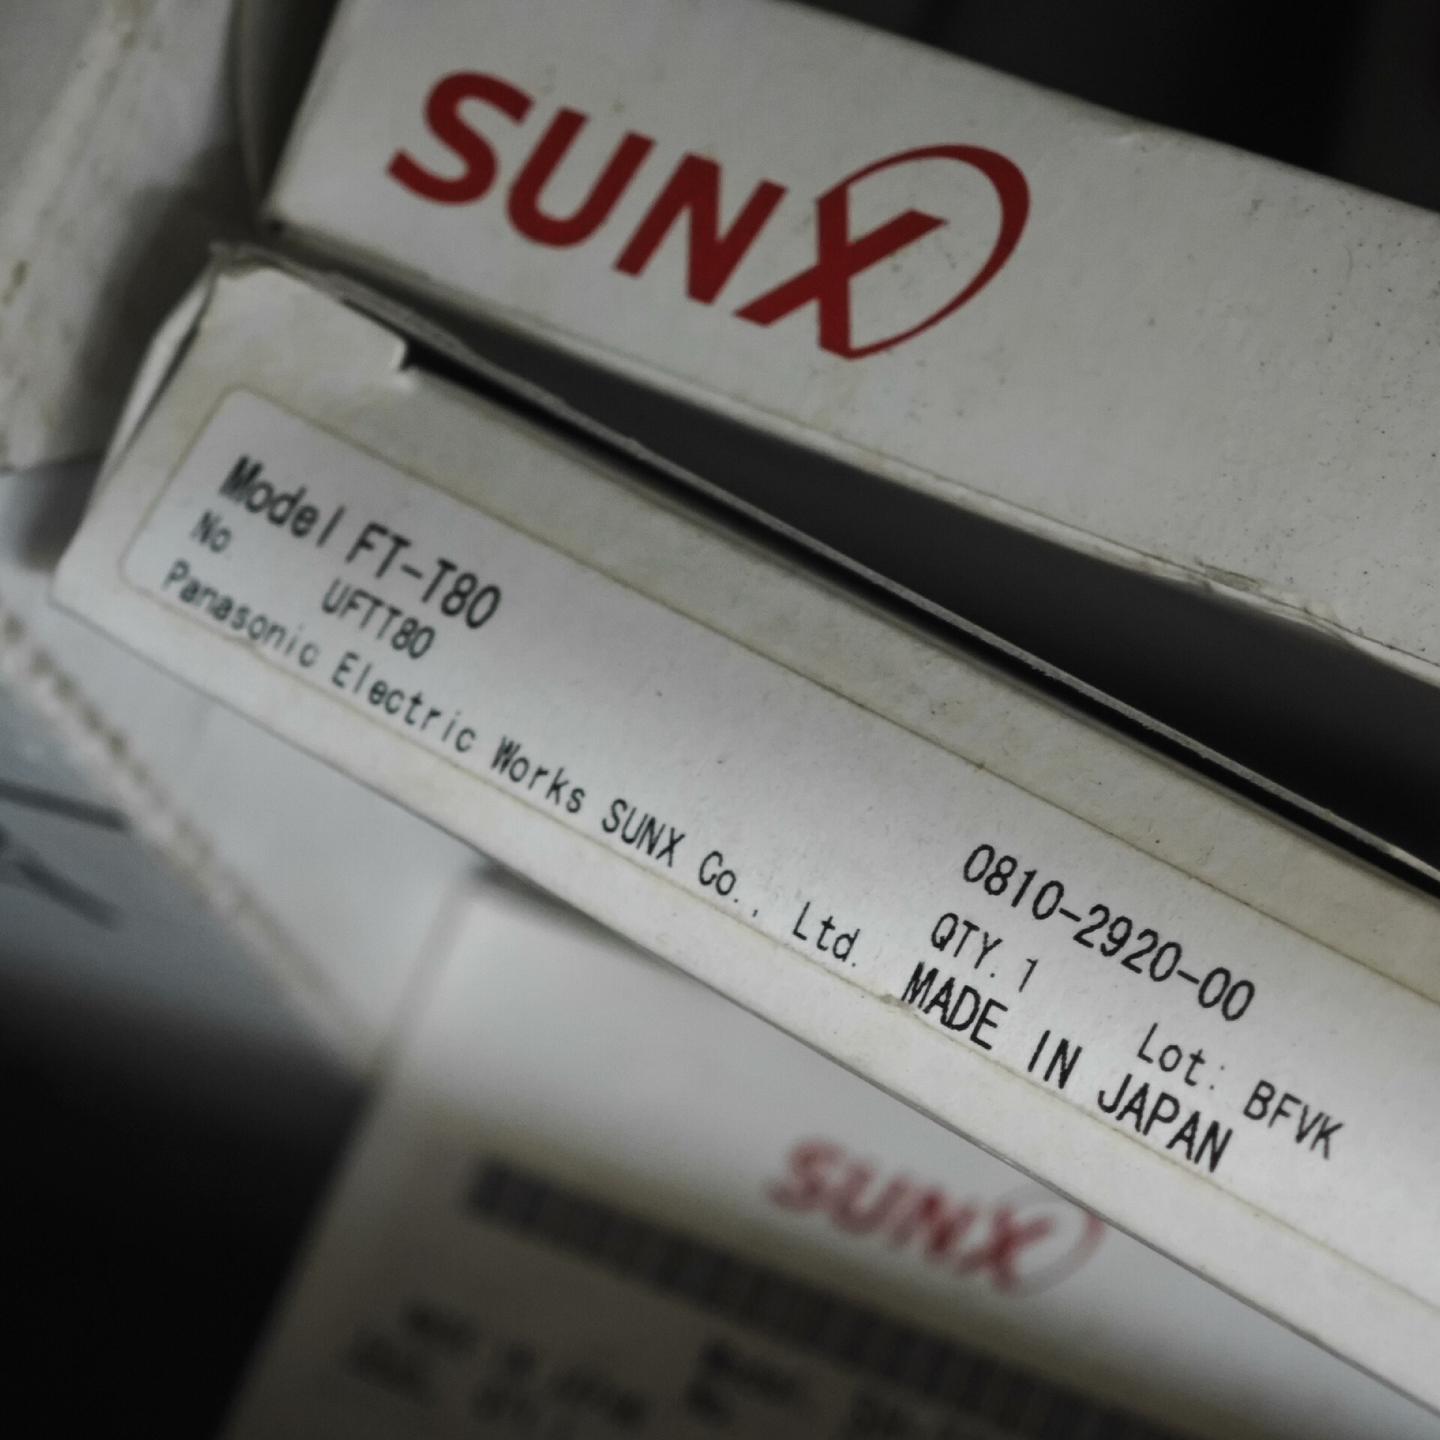 SUNX
Model FT-T80
No. UFTT80
Panasonic Electric Works SUNX Co., Ltd.
0810-2920-00
QTY. 1 Lot: BFVK
MADE IN JAPAN
SUNX